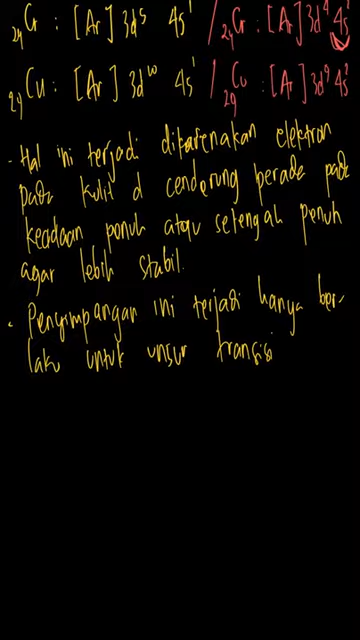 ₂₄Cr : [Ar] 3d⁵ 4s¹ / ₂₄Cr : [Ar] 3d⁴ 4s²
₂₉Cu : [Ar] 3d¹⁰ 4s¹ / ₂₉Cu : [Ar] 3d⁹ 4s²
· Hal ini terjadi dikarenakan elektron
pada kulit d cenderung berada pada
keadaan penuh atau setengah penuh
agar lebih stabil.
· Penyimpangan ini terjadi hanya ber-
laku untuk unsur transisi